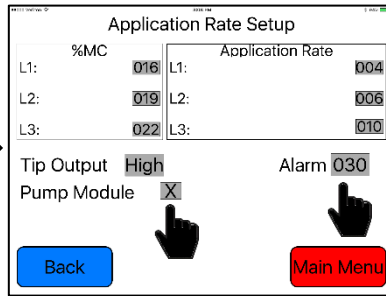 Application Rate Setup
%MC
L1: 016
L2: 019
L3: 022
Application Rate
L1: 004
L2: 006
L3: 010
Tip Output High
Alarm 030
Pump Module X
Back
Main Menu